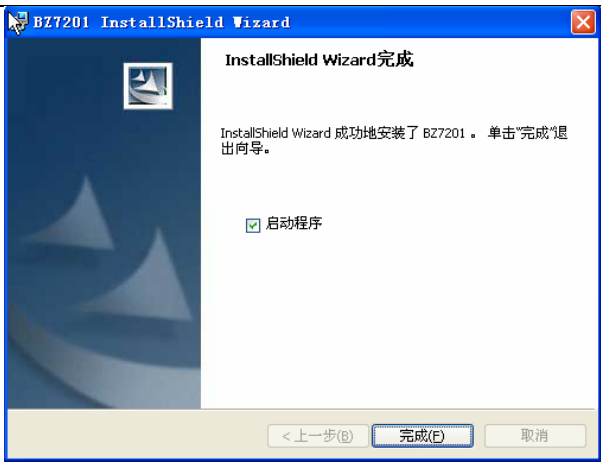 BZ7201 InstallShield Wizard
InstallShield Wizard完成
InstallShield Wizard 成功地安装了 BZ7201 。 单击“完成”退
出向导。
启动程序
< 上一步(B)
完成(F)
取消